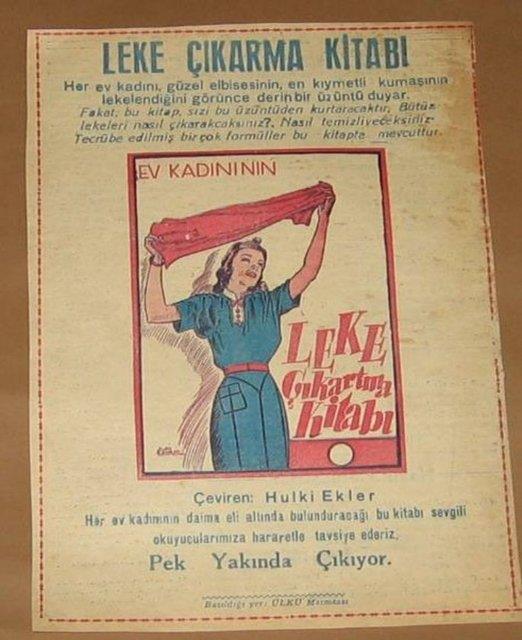 LEKE ÇIKARMA KİTABI
Her ev kadını, güzel elbisesinin, en kıymetli kumaşının
lekelendiğini görünce derin bir üzüntü duyar.
Fakat, bu kitap, sizi bu üzüntüden kurtaracaktır. Bütün
lekeleri nasıl çıkarakcaksınız?. Nasıl temizliyeceksiniz.
Tecrübe edilmiş birçok formüller bu kitapta mevcuttur.
EV KADINININ
LEKE
Çıkartma
Kitabı
Çeviren: Hulki Ekler
Her ev kadınının daima eli altında bulunduracağı bu kitabı sevgili
okuyucularımıza hararetle tavsiye ederiz.
Pek Yakında Çıkıyor.
Basıldığı yer: ÜLKÜ Matbaası